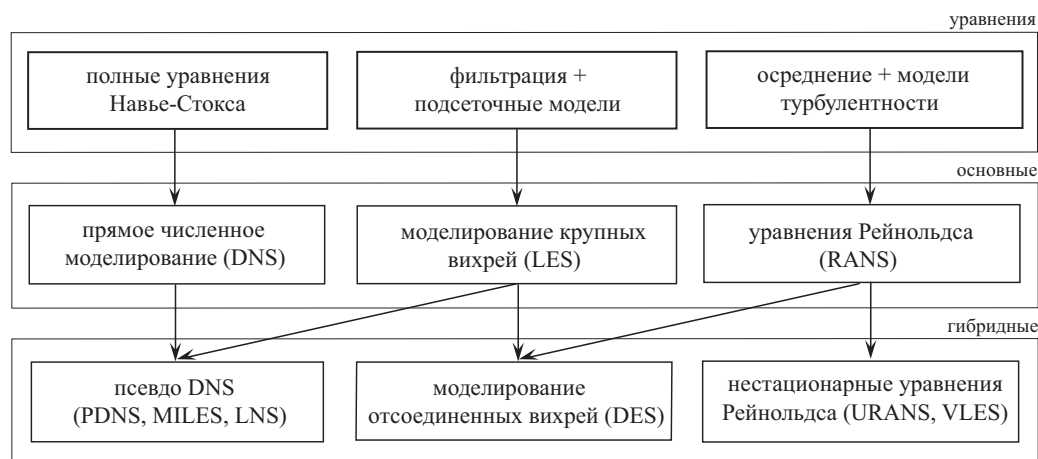 уравнения
полные уравнения
Навье-Стокса
фильтрация +
подсеточные модели
осреднение + модели
турбулентности
основные
прямое численное
моделирование (DNS)
моделирование крупных
вихрей (LES)
уравнения Рейнольдса
(RANS)
гибридные
псевдо DNS
(PDNS, MILES, LNS)
моделирование
отсоединенных вихрей (DES)
нестационарные уравнения
Рейнольдса (URANS, VLES)